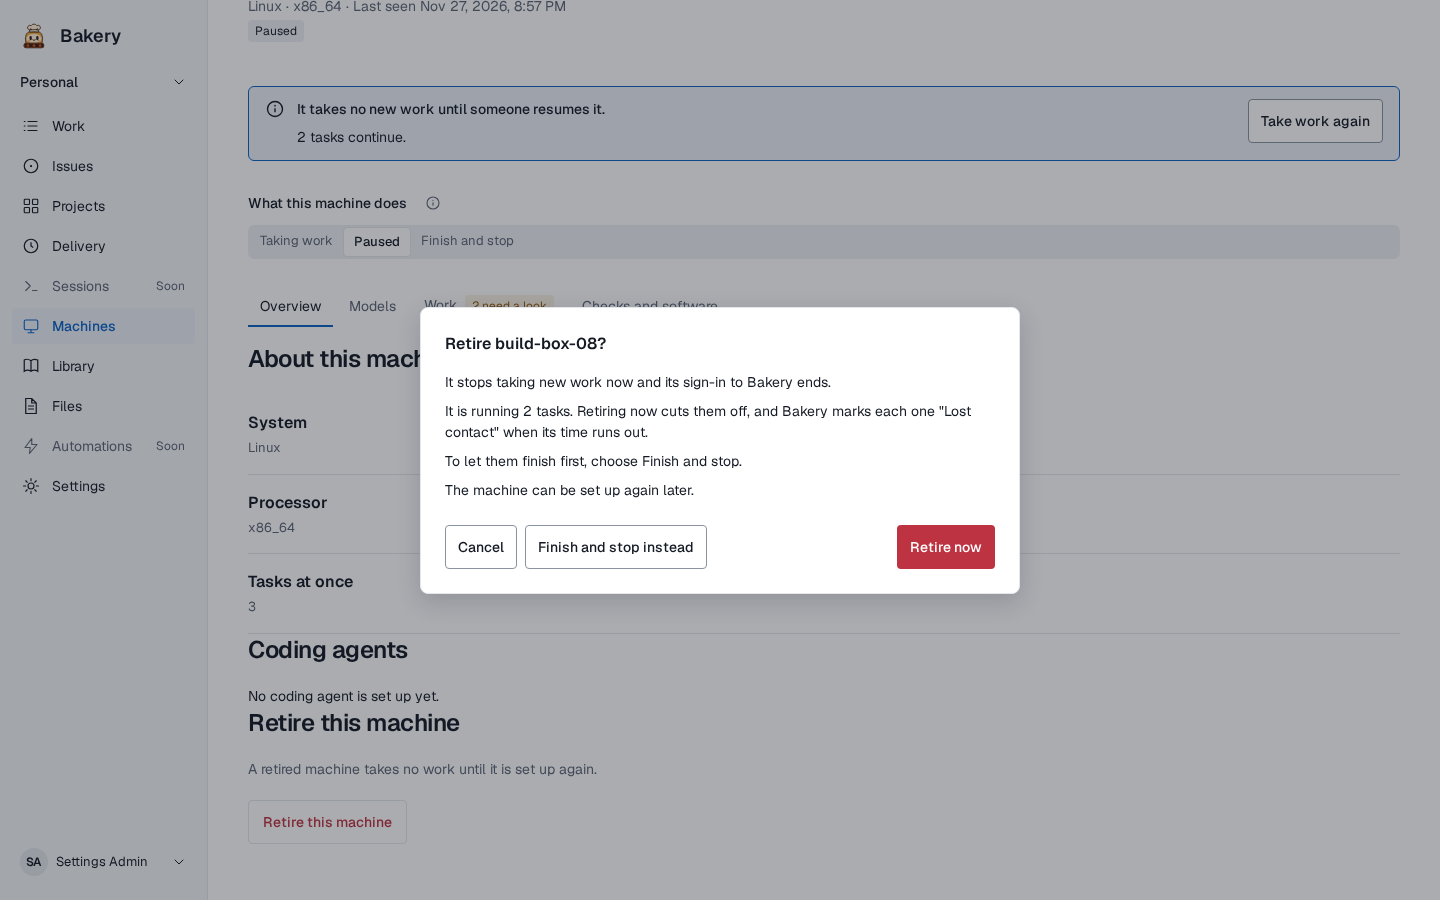 Bakery
Personal
Work
Issues
Projects
Delivery
Sessions Soon
Machines
Library
Files
Automations Soon
Settings
SA Settings Admin
Linux · x86_64 · Last seen Nov 27, 2026, 8:57 PM
Paused
It takes no new work until someone resumes it.
2 tasks continue.
Take work again
What this machine does
Taking work Paused Finish and stop
Overview Models Work 2 need a look Checks and software
About this mach
System
Linux
Processor
x86_64
Tasks at once
3
Retire build-box-08?
It stops taking new work now and its sign-in to Bakery ends.
It is running 2 tasks. Retiring now cuts them off, and Bakery marks each one "Lost
contact" when its time runs out.
To let them finish first, choose Finish and stop.
The machine can be set up again later.
Cancel Finish and stop instead Retire now
Coding agents
No coding agent is set up yet.
Retire this machine
A retired machine takes no work until it is set up again.
Retire this machine